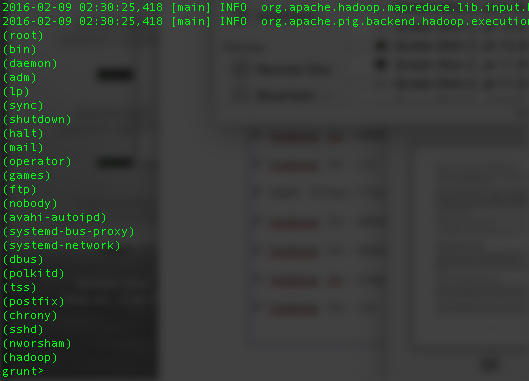 2016-02-09 02:30:25,418 [main] INFO  org.apache.hadoop.mapreduce.lib.input.
2016-02-09 02:30:25,418 [main] INFO  org.apache.pig.backend.hadoop.execution
(root)
(bin)
(daemon)
(adm)
(lp)
(sync)
(shutdown)
(halt)
(mail)
(operator)
(games)
(ftp)
(nobody)
(avahi-autoipd)
(systemd-bus-proxy)
(systemd-network)
(dbus)
(polkitd)
(tss)
(postfix)
(chrony)
(sshd)
(nworsham)
(hadoop)
grunt>